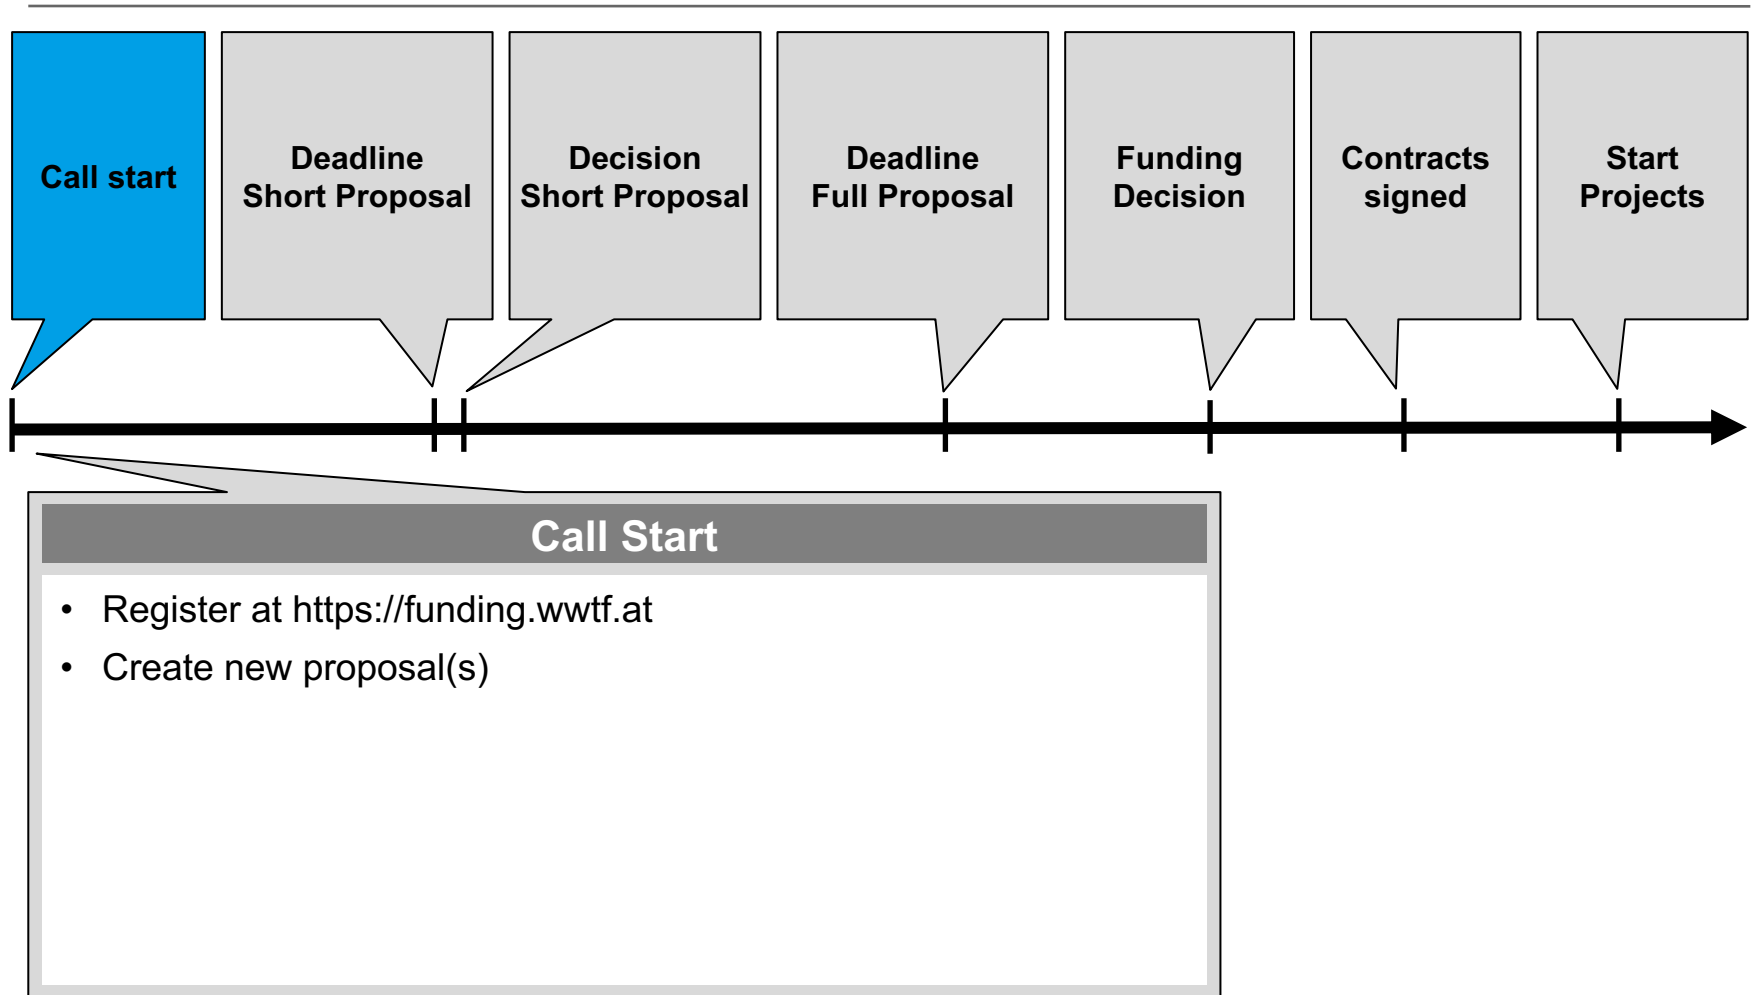 Call start
Deadline
Short Proposal
Decision
Short Proposal
Deadline
Full Proposal
Funding
Decision
Contracts
signed
Start
Projects
Call Start
• Register at https://funding.wwtf.at
• Create new proposal(s)